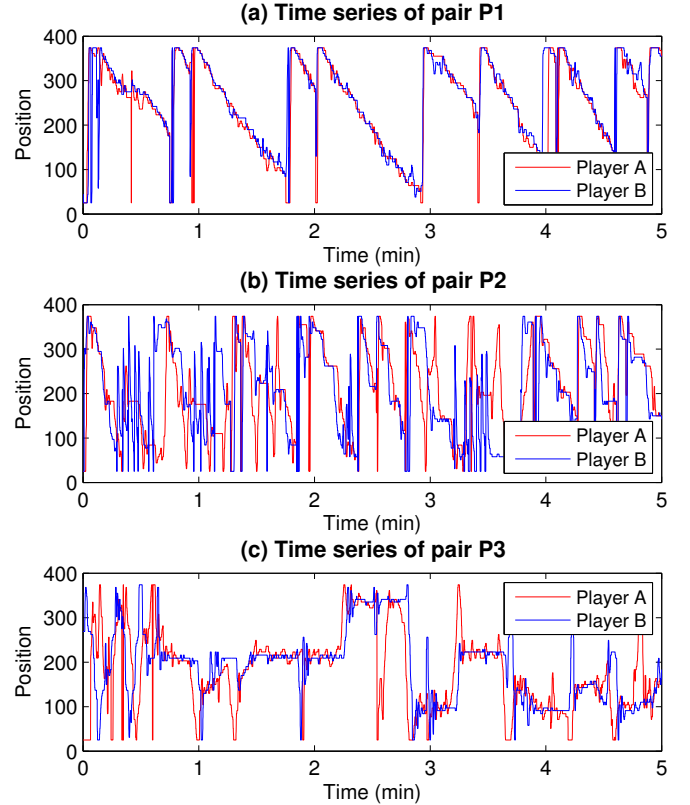 (a) Time series of pair P1
400
300
200
100
0
Position
Player A
Player B
0 1 2 3 4 5
Time (min)
(b) Time series of pair P2
400
300
200
100
0
Position
Player A
Player B
0 1 2 3 4 5
Time (min)
(c) Time series of pair P3
400
300
200
100
0
Position
Player A
Player B
0 1 2 3 4 5
Time (min)